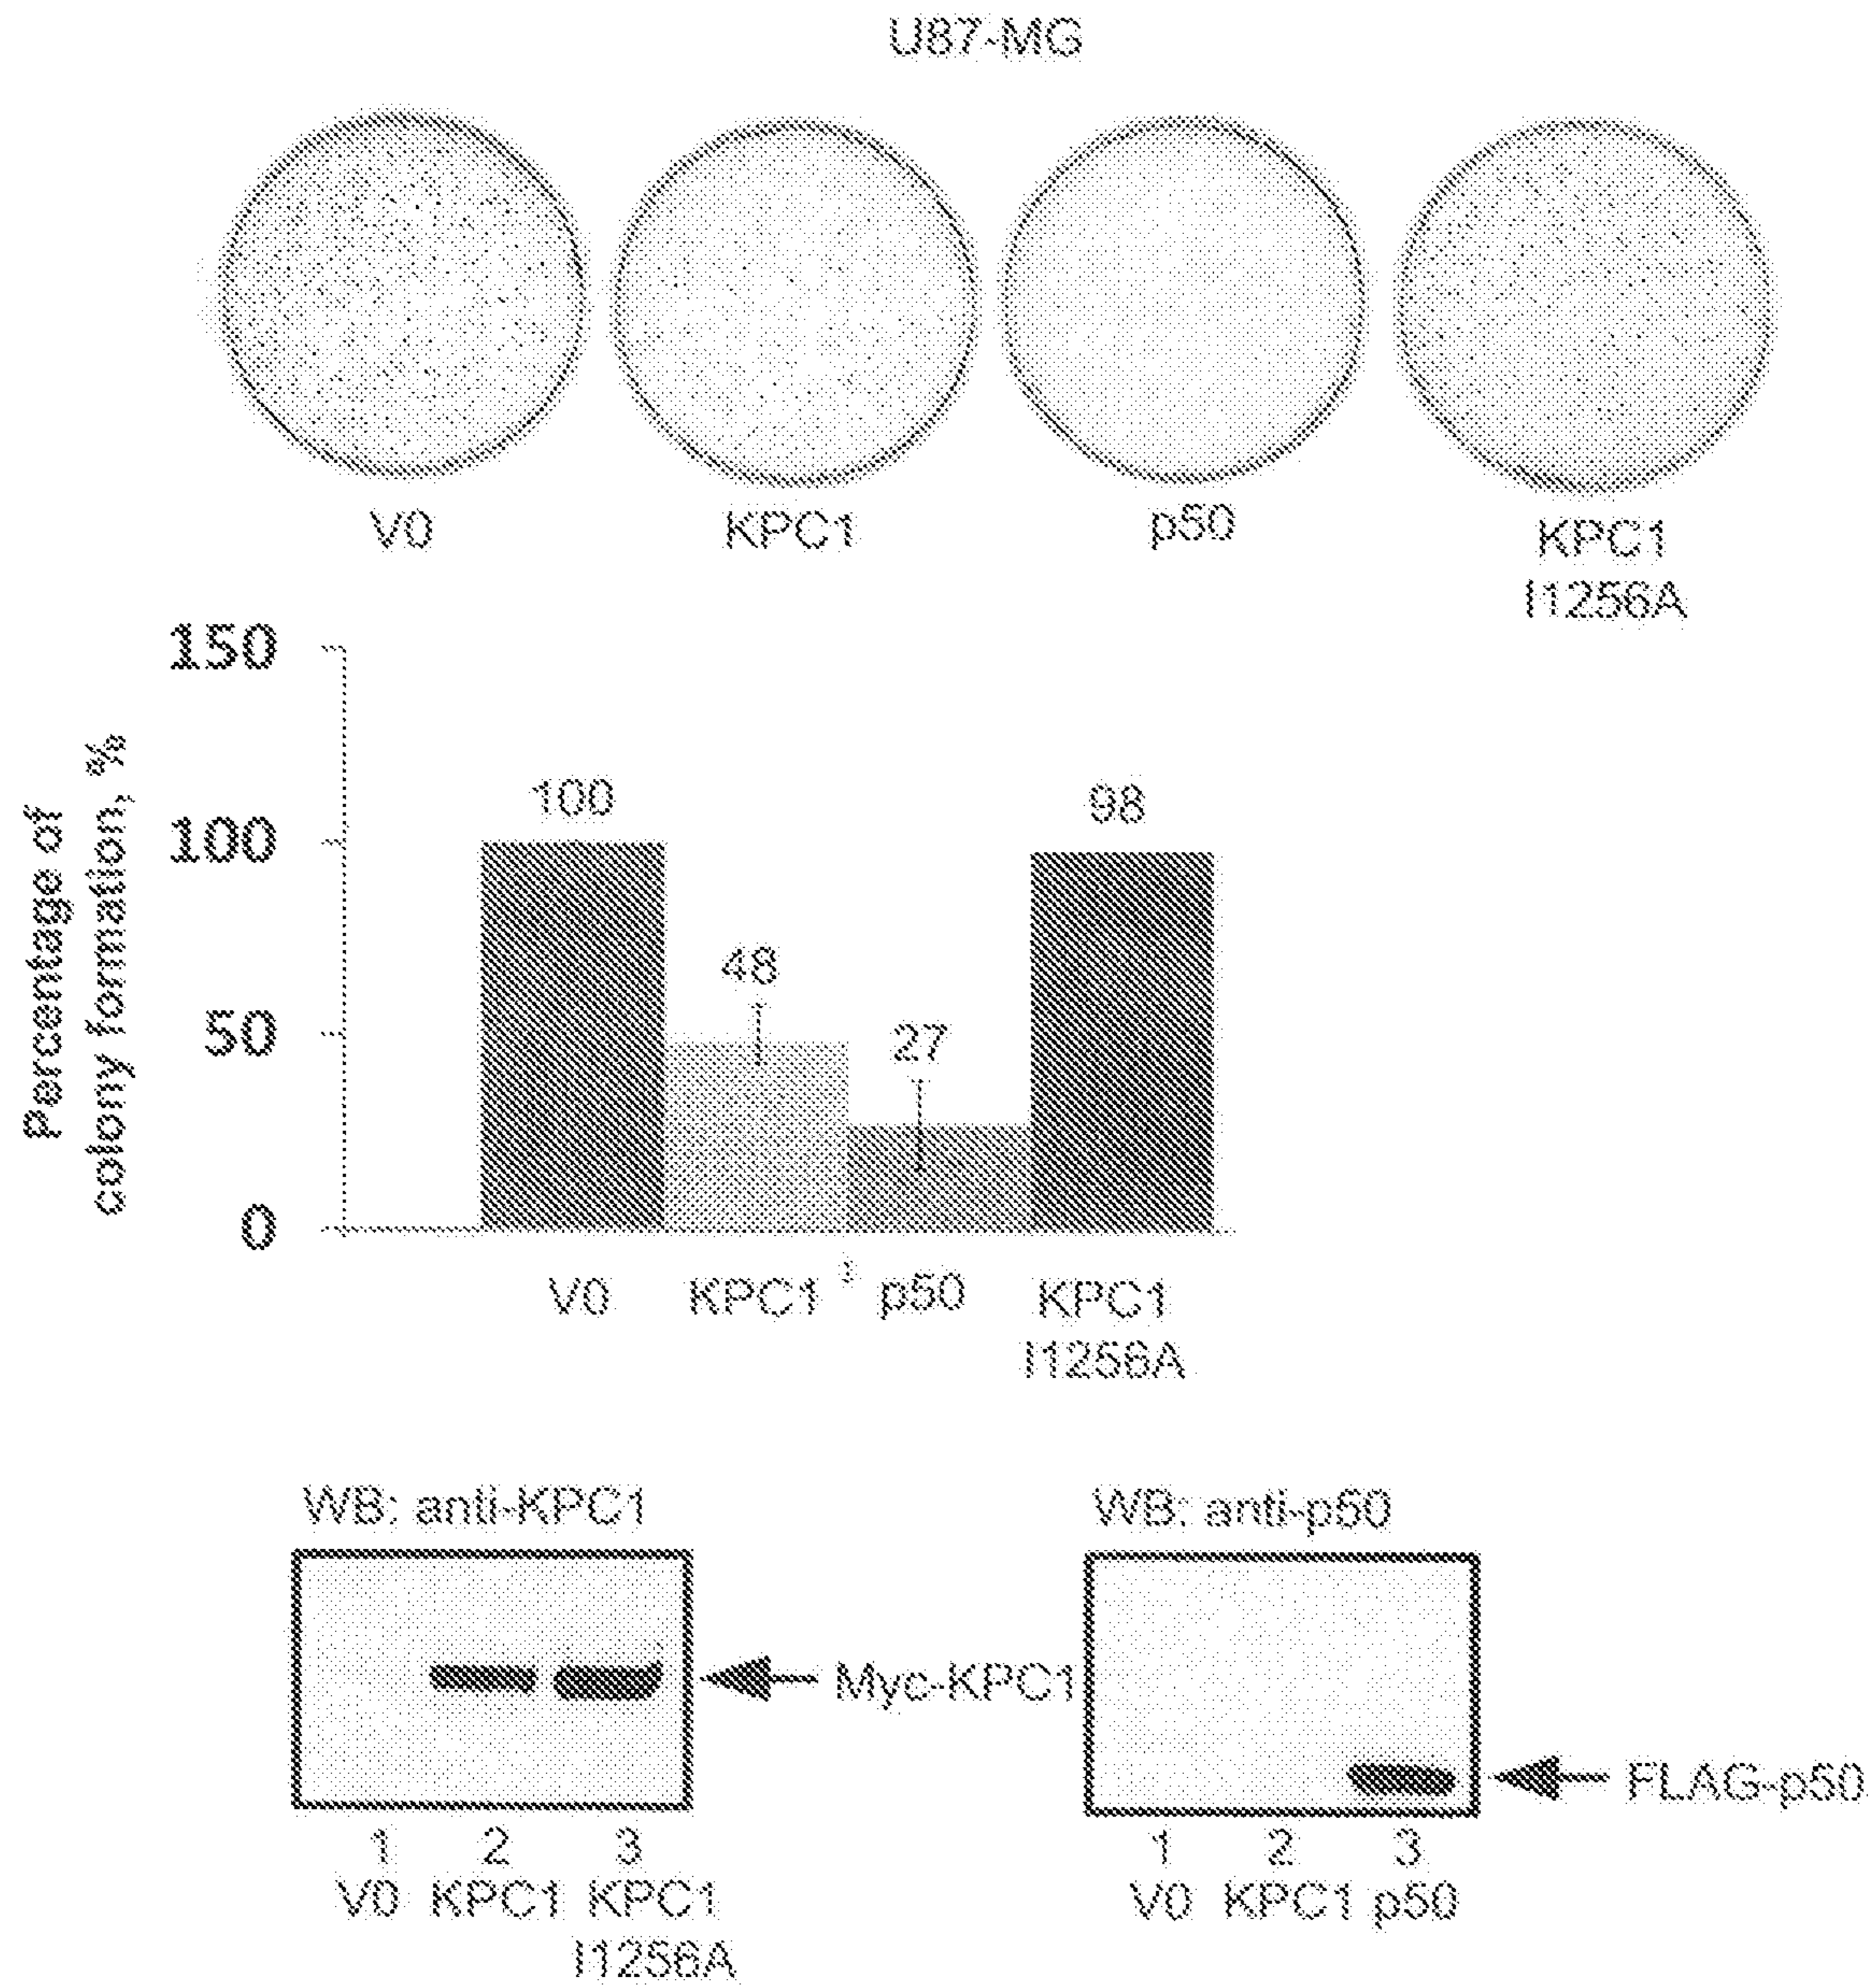 U87-MG
V0
KPC1
p50
KPC1
I1256A
150
100
50
0
Percentage of
colony formation, %
100
48
27
98
V0
KPC1
p50
KPC1
I1256A
WB: anti-KPC1
Myc-KPC1
1 2 3
V0 KPC1 KPC1
I1256A
WB: anti-p50
FLAG-p50
1 2 3
V0 KPC1 p50